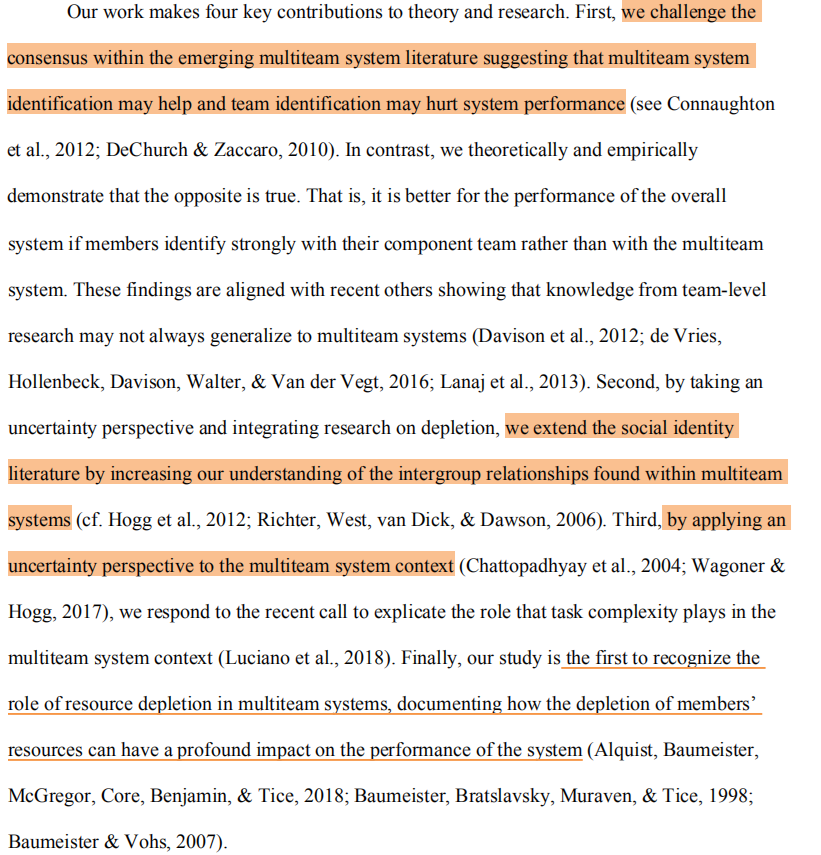 Our work makes four key contributions to theory and research. First, we challenge the
consensus within the emerging multiteam system literature suggesting that multiteam system
identification may help and team identification may hurt system performance (see Connaughton
et al., 2012; DeChurch & Zaccaro, 2010). In contrast, we theoretically and empirically
demonstrate that the opposite is true. That is, it is better for the performance of the overall
system if members identify strongly with their component team rather than with the multiteam
system. These findings are aligned with recent others showing that knowledge from team-level
research may not always generalize to multiteam systems (Davison et al., 2012; de Vries,
Hollenbeck, Davison, Walter, & Van der Vegt, 2016; Lanaj et al., 2013). Second, by taking an
uncertainty perspective and integrating research on depletion, we extend the social identity
literature by increasing our understanding of the intergroup relationships found within multiteam
systems (cf. Hogg et al., 2012; Richter, West, van Dick, & Dawson, 2006). Third, by applying an
uncertainty perspective to the multiteam system context (Chattopadhyay et al., 2004; Wagoner &
Hogg, 2017), we respond to the recent call to explicate the role that task complexity plays in the
multiteam system context (Luciano et al., 2018). Finally, our study is the first to recognize the
role of resource depletion in multiteam systems, documenting how the depletion of members’
resources can have a profound impact on the performance of the system (Alquist, Baumeister,
McGregor, Core, Benjamin, & Tice, 2018; Baumeister, Bratslavsky, Muraven, & Tice, 1998;
Baumeister & Vohs, 2007).